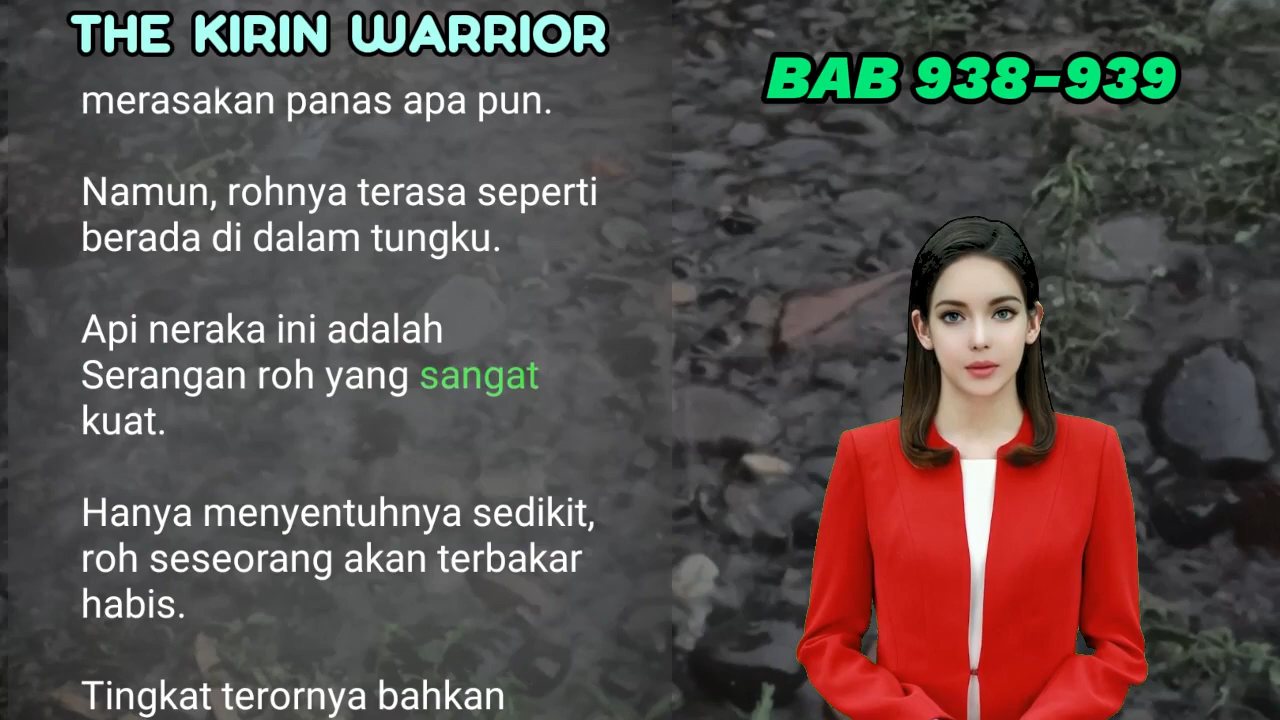 THE KIRIN WARRIOR
BAB 938-939
merasakan panas apa pun.
Namun, rohnya terasa seperti
berada di dalam tungku.
Api neraka ini adalah
Serangan roh yang sangat
kuat.
Hanya menyentuhnya sedikit,
roh seseorang akan terbakar
habis.
Tingkat terornya bahkan